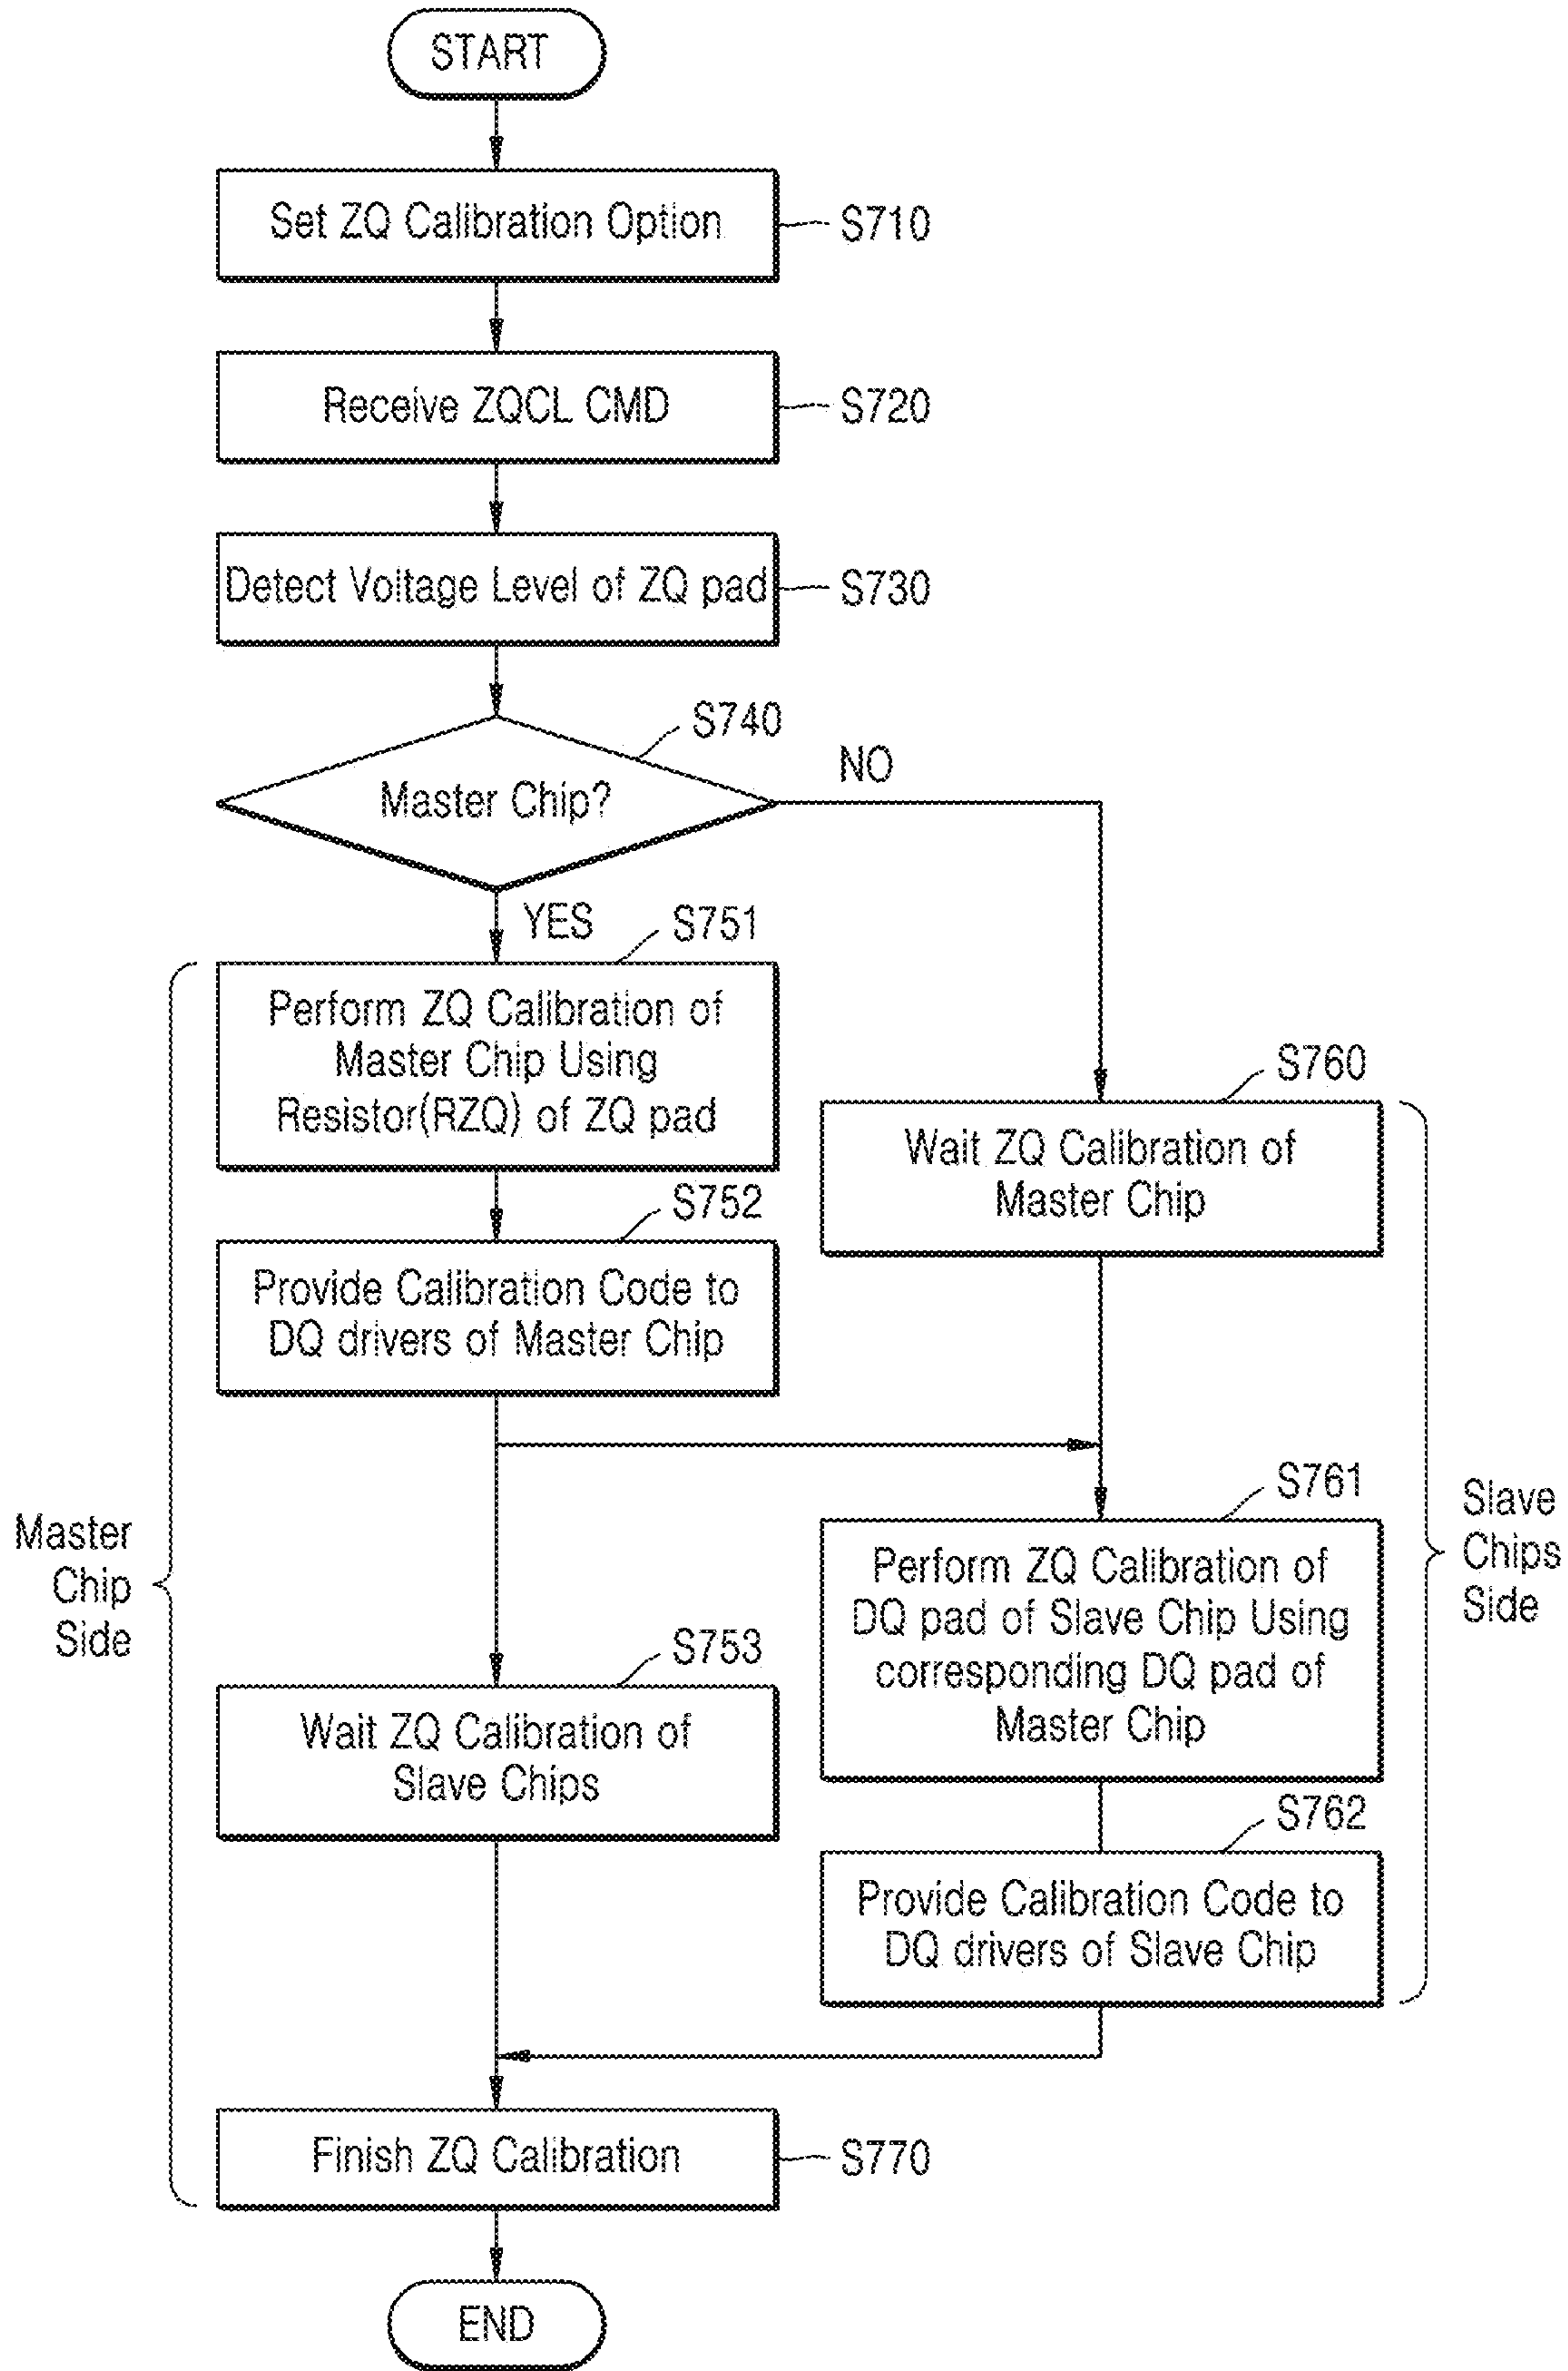 START
Set ZQ Calibration Option
S710
Receive ZQCL CMD
S720
Detect Voltage Level of ZQ pad
S730
S740
Master Chip?
NO
YES
S751
Perform ZQ Calibration of
Master Chip Using
Resistor(RZQ) of ZQ pad
S760
Wait ZQ Calibration of
Master Chip
S752
Provide Calibration Code to
DQ drivers of Master Chip
S761
Perform ZQ Calibration of
DQ pad of Slave Chip Using
corresponding DQ pad of
Master Chip
Slave
Chips
Side
Master
Chip
Side
S753
Wait ZQ Calibration of
Slave Chips
S762
Provide Calibration Code to
DQ drivers of Slave Chip
Finish ZQ Calibration
S770
END